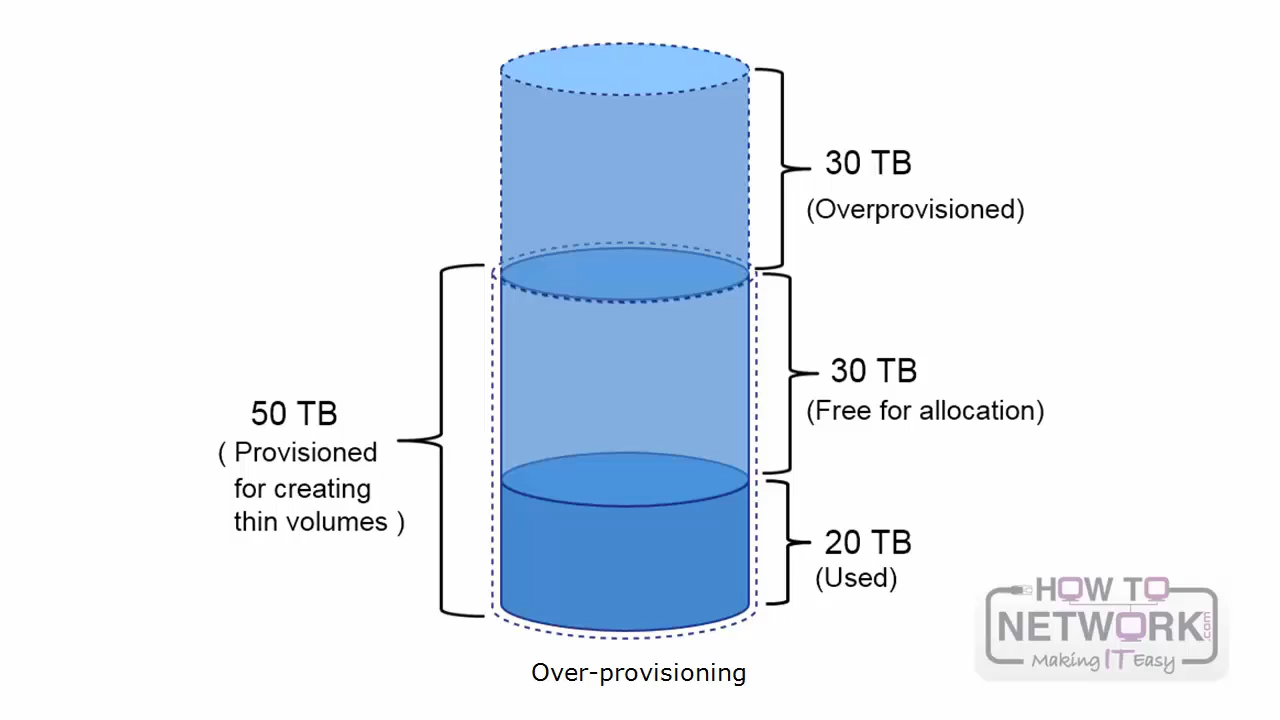 30 TB
(Overprovisioned)
30 TB
(Free for allocation)
50 TB
( Provisioned
for creating
thin volumes )
20 TB
(Used)
HOW TO
NETWORK.com
Making IT Easy
Over-provisioning